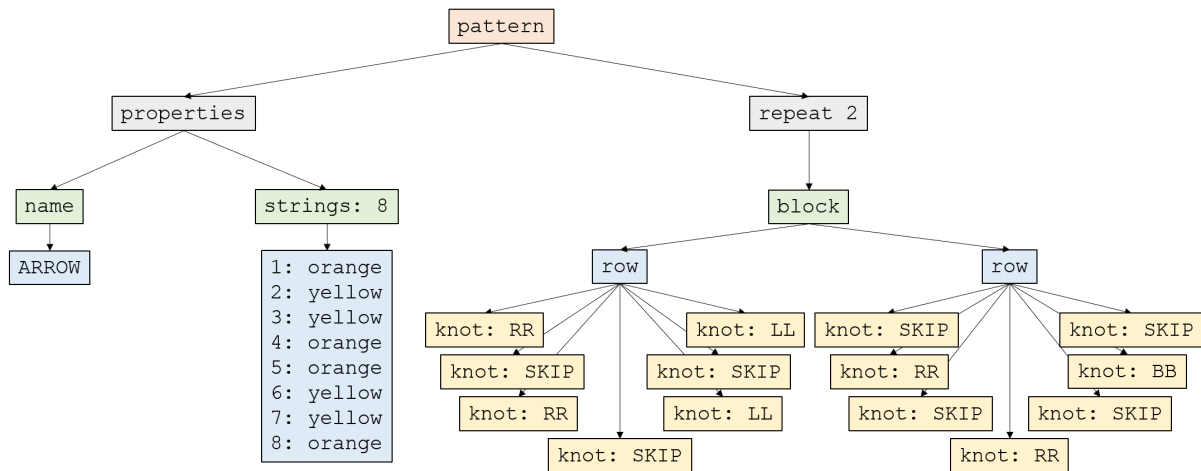 pattern
properties
repeat 2
name
strings: 8
block
ARROW
1: orange
2: yellow
3: yellow
4: orange
5: orange
6: yellow
7: yellow
8: orange
row
row
knot: RR
knot: LL
knot: SKIP
knot: SKIP
knot: RR
knot: LL
knot: SKIP
knot: SKIP
knot: SKIP
knot: RR
knot: BB
knot: SKIP
knot: SKIP
knot: RR